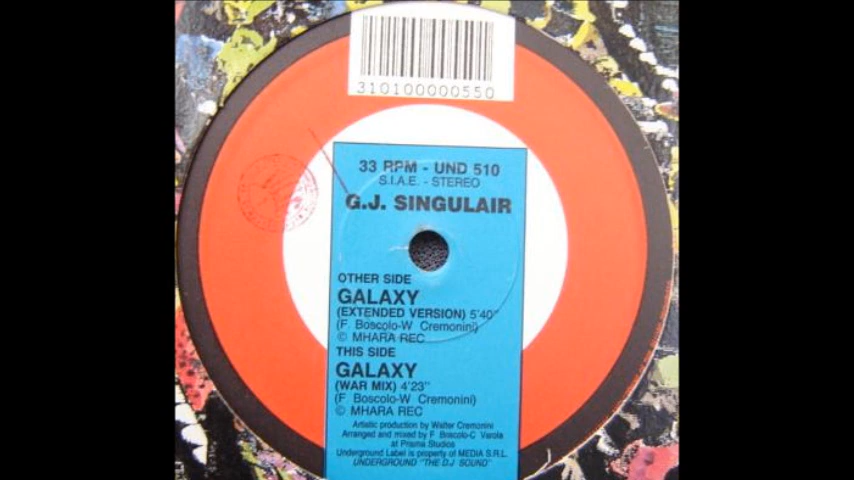 310100000550
33 RPM - UND 510
S.I.A.E. - STEREO
G.J. SINGULAIR
OTHER SIDE
GALAXY
(EXTENDED VERSION) 5'40"
(F. Boscolo-W. Cremonini)
© MHARA REC
THIS SIDE
GALAXY
(WAR MIX) 4'23"
(F. Boscolo-W. Cremonini)
© MHARA REC
Artistic production by Walter Cremonini
Arranged and mixed by F. Boscolo-C. Varola
at Prisma Studios
Underground Label is property of MEDIA S.R.L.
UNDERGROUND "THE DJ SOUND"